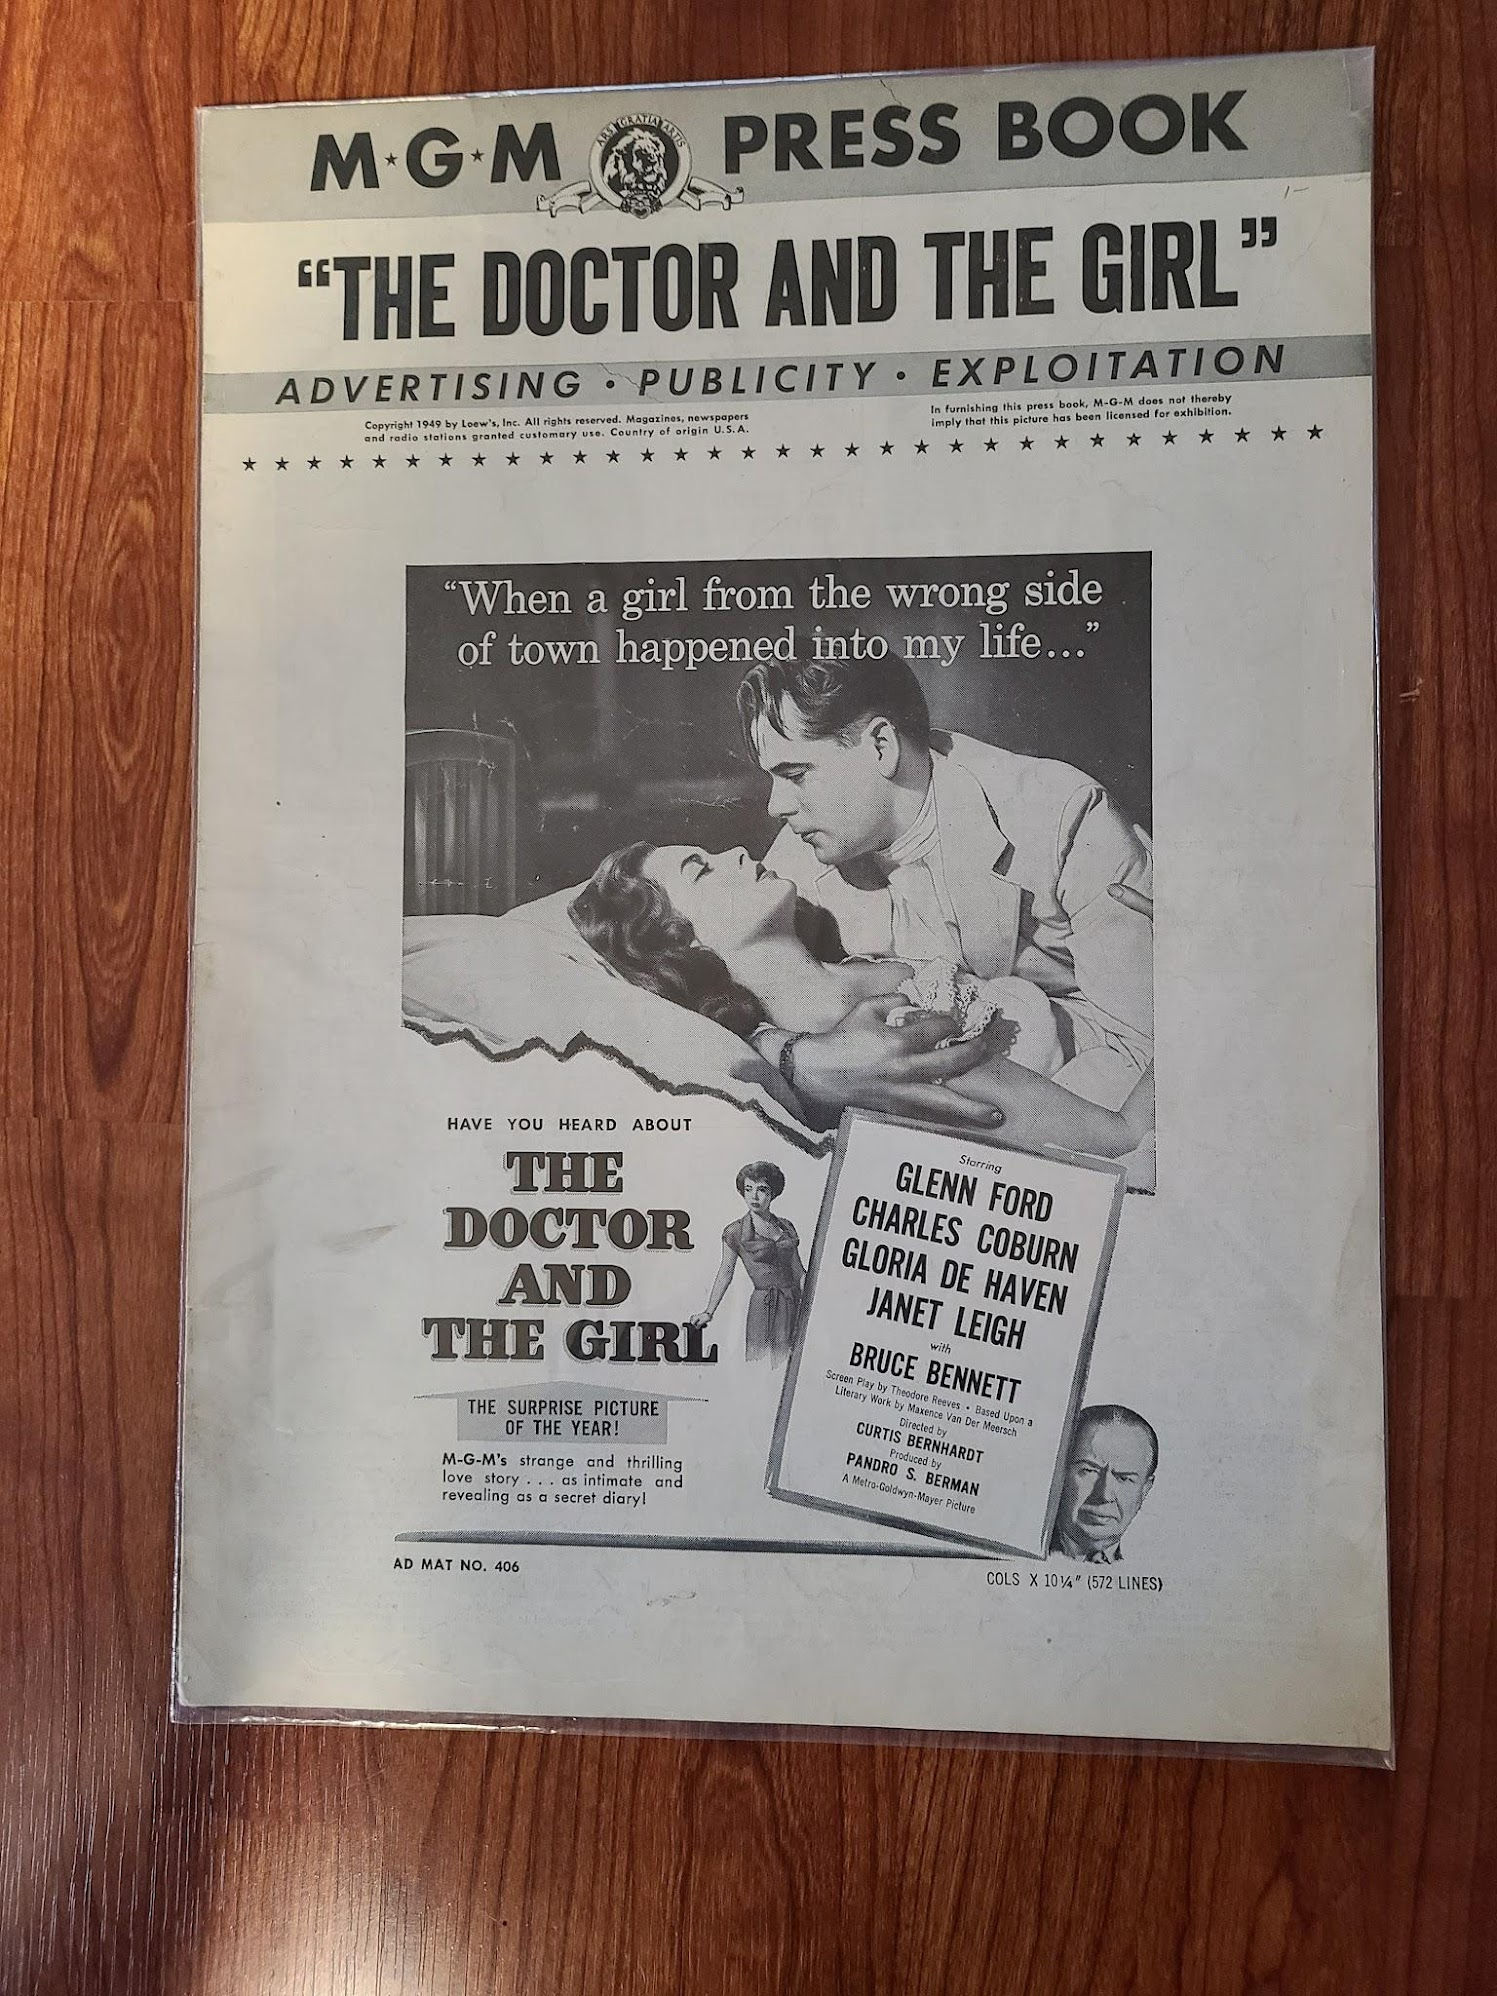 M★G★M
ARS GRATIA ARTIS
PRESS BOOK
“THE DOCTOR AND THE GIRL”
ADVERTISING • PUBLICITY • EXPLOITATION
Copyright 1949 by Loew's, Inc. All rights reserved. Magazines, newspapers
and radio stations granted customary use. Country of origin U.S.A.
In furnishing this press book, M-G-M does not thereby
imply that this picture has been licensed for exhibition.
“When a girl from the wrong side
of town happened into my life...”
HAVE YOU HEARD ABOUT
THE
DOCTOR
AND
THE GIRL
THE SURPRISE PICTURE
OF THE YEAR!
M-G-M's strange and thrilling
love story . . . as intimate and
revealing as a secret diary!
Starring
GLENN FORD
CHARLES COBURN
GLORIA DE HAVEN
JANET LEIGH
with
BRUCE BENNETT
Screen Play by Theodore Reeves • Based Upon a
Literary Work by Maxence Van Der Meersch
Directed by
CURTIS BERNHARDT
Produced by
PANDRO S. BERMAN
A Metro-Goldwyn-Mayer Picture
AD MAT NO. 406
COLS X 10¼" (572 LINES)